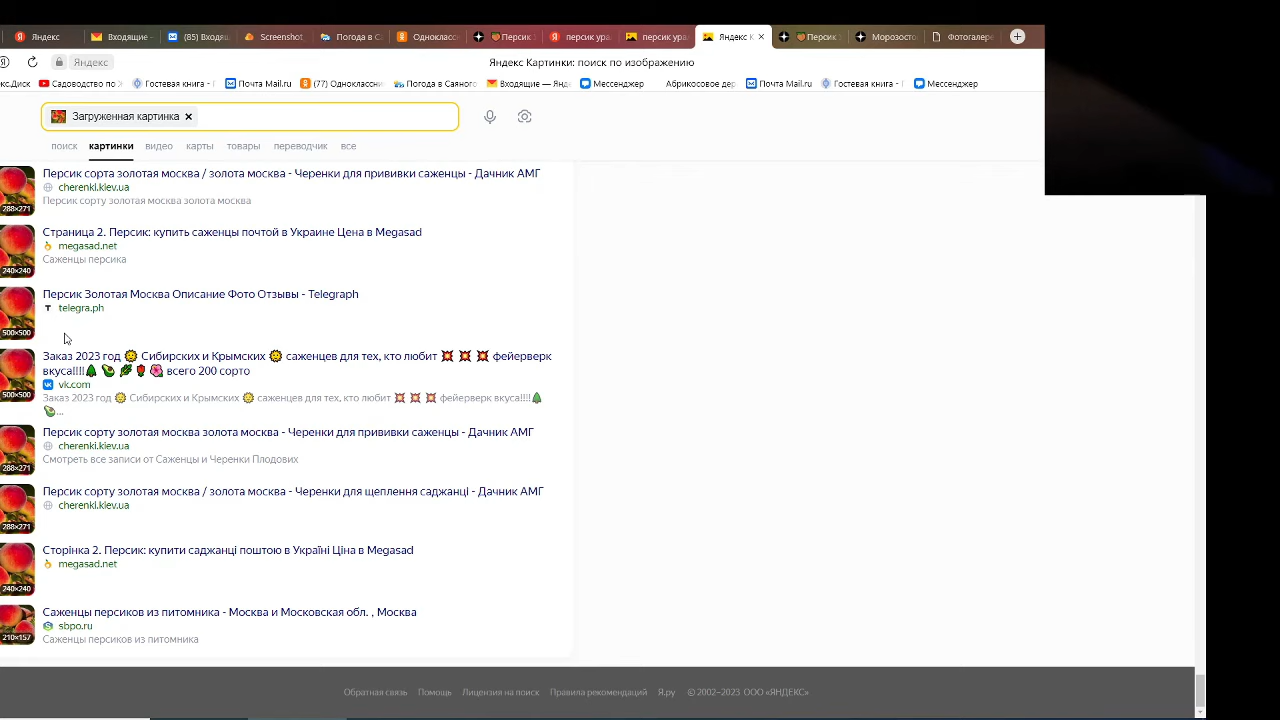 Яндекс
Входящие -
(85) Входящ
Screenshot
Погода в Са
Однокласс
Персик З
персик ура
персик ура
Яндекс К
Персик
Морозосто
Фотогалере
Яндекс
Яндекс Картинки: поиск по изображению
кс.Диск
Садоводство по Ж
Гостевая книга - Г
Почта Mail.ru
(77) Одноклассни
Погода в Саяного
Входящие — Янде
Мессенджер
Абрикосовое дер
Почта Mail.ru
Гостевая книга - Г
Мессенджер
Загруженная картинка
поиск
картинки
видео
карты
товары
переводчик
все
Персик сорта золотая москва / золота москва - Черенки для прививки саженцы - Дачник АМГ
cherenki.kiev.ua
288×271
Персик сорту золотая москва золота москва
Страница 2. Персик: купить саженцы почтой в Украине Цена в Megasad
megasad.net
240×240
Саженцы персика
Персик Золотая Москва Описание Фото Отзывы - Telegraph
telegra.ph
500×500
Заказ 2023 год 🌞 Сибирских и Крымских 🌞 саженцев для тех, кто любит 💥 💥 💥 фейерверк
вкуса!!!!🌲 🍏 🌿 🌹 🌸 всего 200 сорто
vk.com
500×500
Заказ 2023 год 🌞 Сибирских и Крымских 🌞 саженцев для тех, кто любит 💥 💥 💥 фейерверк вкуса!!!!🌲
🍏...
Персик сорту золотая москва золота москва - Черенки для прививки саженцы - Дачник АМГ
cherenki.kiev.ua
288×271
Смотреть все записи от Саженцы и Черенки Плодових
Персик сорту золотая москва / золота москва - Черенки для щеплення саджанці - Дачник АМГ
cherenki.kiev.ua
288×271
Сторінка 2. Персик: купити саджанці поштою в Україні Ціна в Megasad
megasad.net
240×240
Саженцы персиков из питомника - Москва и Московская обл. , Москва
sbpo.ru
210×157
Саженцы персиков из питомника
Обратная связь
Помощь
Лицензия на поиск
Правила рекомендаций
Я.ру
© 2002–2023 ООО «ЯНДЕКС»